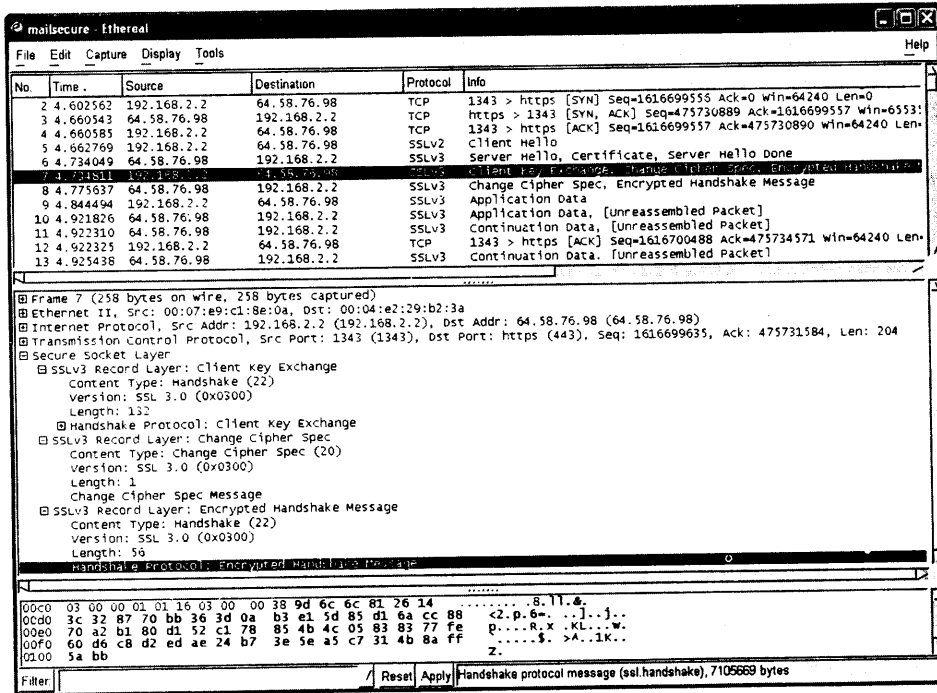 mailsecure - Ethereal
File Edit Capture Display Tools Help
No. Time . Source Destination Protocol Info
2 4.602562 192.168.2.2 64.58.76.98 TCP 1343 > https [SYN] Seq=1616699556 Ack=0 Win=64240 Len=0
3 4.660543 64.58.76.98 192.168.2.2 TCP https > 1343 [SYN, ACK] Seq=475730889 Ack=1616699557 Win=6553
4 4.660585 192.168.2.2 64.58.76.98 TCP 1343 > https [ACK] Seq=1616699557 Ack=475730890 Win=64240 Len
5 4.662769 192.168.2.2 64.58.76.98 SSLv2 Client Hello
6 4.734049 64.58.76.98 192.168.2.2 SSLv3 Server Hello, Certificate, Server Hello Done
7 4.734811 192.168.2.2 64.58.76.98 SSLv3 Client Key Exchange, Change Cipher Spec, Encrypted Handshake
8 4.775637 64.58.76.98 192.168.2.2 SSLv3 Change Cipher Spec, Encrypted Handshake Message
9 4.844494 192.168.2.2 64.58.76.98 SSLv3 Application Data
10 4.921826 64.58.76.98 192.168.2.2 SSLv3 Application Data, [Unreassembled Packet]
11 4.922310 64.58.76.98 192.168.2.2 SSLv3 Continuation Data, [Unreassembled Packet]
12 4.922325 192.168.2.2 64.58.76.98 TCP 1343 > https [ACK] Seq=1616700488 Ack=475734571 Win=64240 Len
13 4.925438 64.58.76.98 192.168.2.2 SSLv3 Continuation Data. [Unreassembled Packet]
Frame 7 (258 bytes on wire, 258 bytes captured)
Ethernet II, Src: 00:07:e9:c1:8e:0a, Dst: 00:04:e2:29:b2:3a
Internet Protocol, Src Addr: 192.168.2.2 (192.168.2.2), Dst Addr: 64.58.76.98 (64.58.76.98)
Transmission Control Protocol, Src Port: 1343 (1343), Dst Port: https (443), Seq: 1616699635, Ack: 475731584, Len: 204
Secure Socket Layer
SSLv3 Record Layer: Client Key Exchange
Content Type: Handshake (22)
Version: SSL 3.0 (0x0300)
Length: 132
Handshake Protocol: Client Key Exchange
SSLv3 Record Layer: Change Cipher Spec
Content Type: Change Cipher Spec (20)
Version: SSL 3.0 (0x0300)
Length: 1
Change Cipher Spec Message
SSLv3 Record Layer: Encrypted Handshake Message
Content Type: Handshake (22)
Version: SSL 3.0 (0x0300)
Length: 56
Handshake Protocol: Encrypted Handshake Message
00c0 03 00 00 01 01 16 03 00 00 38 9d 6c 6c 81 26 14 ........ .8.ll.&.
00d0 3c 32 87 70 bb 36 3d 0a b3 e1 5d 85 d1 6a cc 88 <2.p.6=. ..]..j..
00e0 70 a2 b1 80 d1 52 c1 78 85 4b 4c 05 83 83 77 fe p....R.x .KL...w.
00f0 60 d6 c8 d2 ed ae 24 b7 3e 5e a5 c7 31 4b 8a ff `.....$. >^..1K..
0100 5a bb Z.
Filter: / Reset Apply Handshake protocol message (ssl.handshake), 7105669 bytes